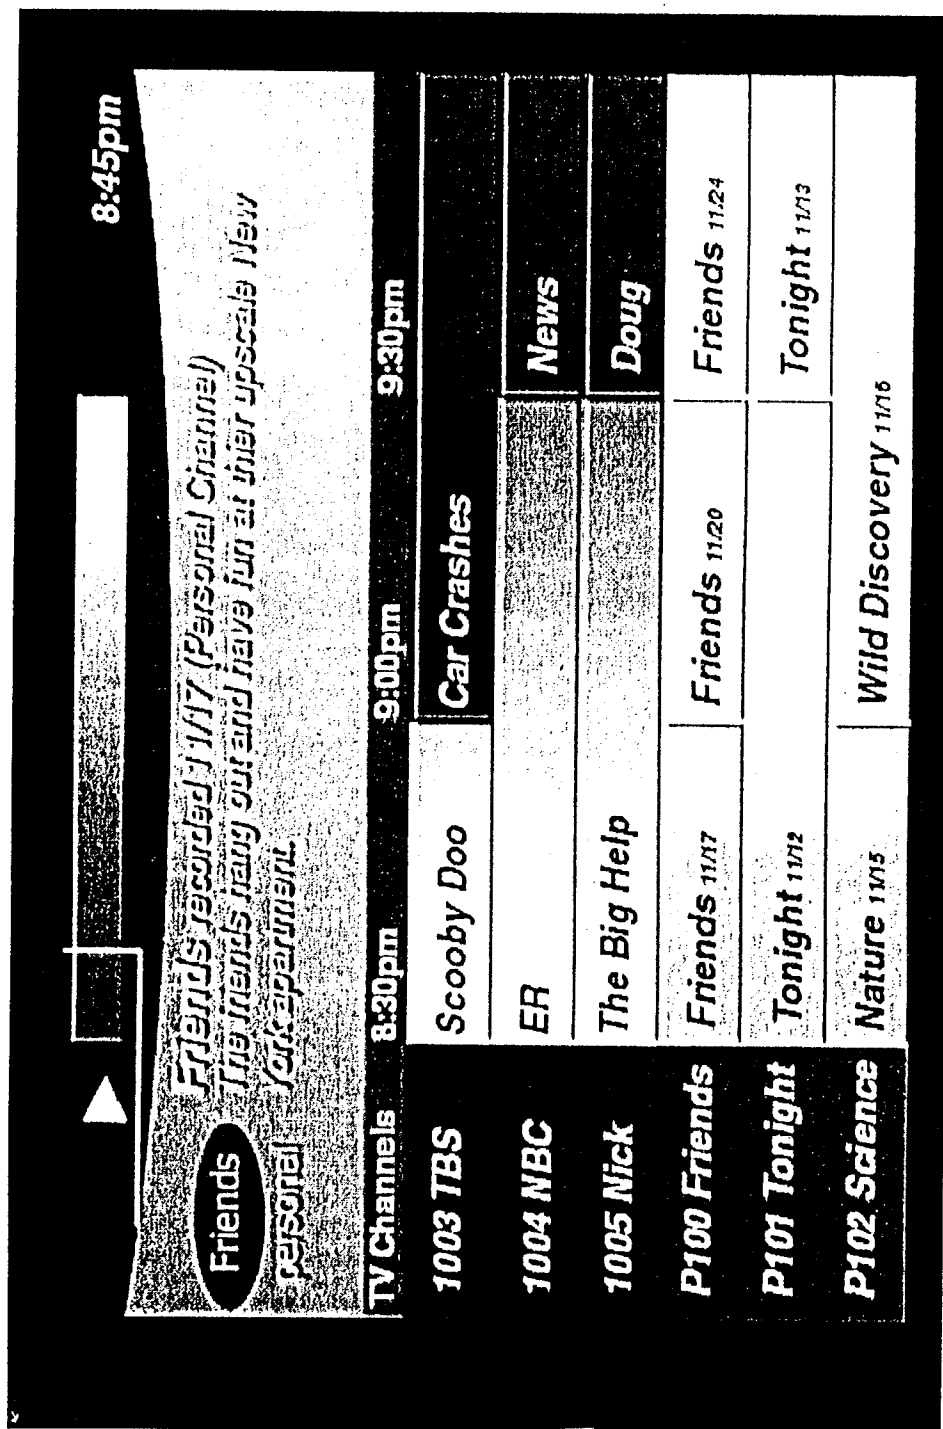 8:45pm
Friends recorded 11/17 (Personal Channel)
Friends The friends hang out and have fun at thier upscale New
personal York apartment.
TV Channels 8:30pm 9:00pm 9:30pm
1003 TBS Scooby Doo Car Crashes
1004 NBC ER News
1005 Nick The Big Help Doug
P100 Friends Friends 11/17 Friends 11/20 Friends 11/24
P101 Tonight Tonight 11/12 Tonight 11/13
P102 Science Nature 11/15 Wild Discovery 11/16